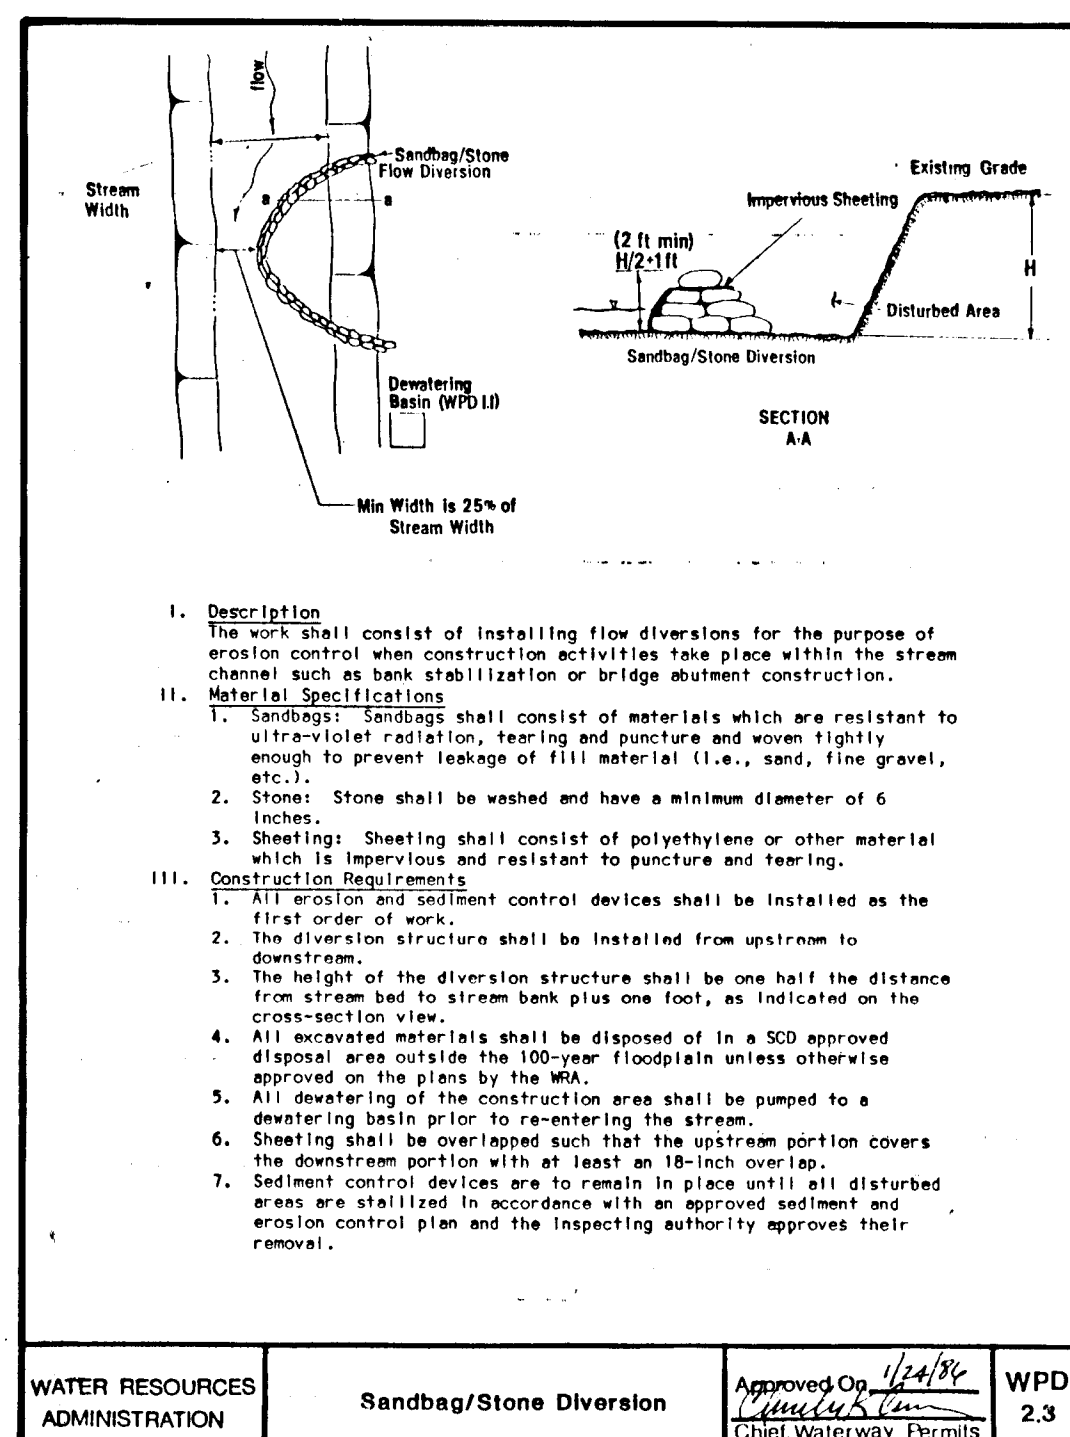 flow
Sandbag/Stone
Flow Diversion
Stream
Width
a
a
Dewatering
Basin (WPD 1.1)
Min Width is 25% of
Stream Width
Existing Grade
Impervious Sheeting
(2 ft min)
H/2+1ft
H
Disturbed Area
Sandbag/Stone Diversion
SECTION
A-A
I. Description
The work shall consist of installing flow diversions for the purpose of
erosion control when construction activities take place within the stream
channel such as bank stabilization or bridge abutment construction.
II. Material Specifications
1. Sandbags: Sandbags shall consist of materials which are resistant to
ultra-violet radiation, tearing and puncture and woven tightly
enough to prevent leakage of fill material (i.e., sand, fine gravel,
etc.).
2. Stone: Stone shall be washed and have a minimum diameter of 6
inches.
3. Sheeting: Sheeting shall consist of polyethylene or other material
which is impervious and resistant to puncture and tearing.
III. Construction Requirements
1. All erosion and sediment control devices shall be installed as the
first order of work.
2. The diversion structure shall be installed from upstream to
downstream.
3. The height of the diversion structure shall be one half the distance
from stream bed to stream bank plus one foot, as indicated on the
cross-section view.
4. All excavated materials shall be disposed of in a SCD approved
disposal area outside the 100-year floodplain unless otherwise
approved on the plans by the WRA.
5. All dewatering of the construction area shall be pumped to a
dewatering basin prior to re-entering the stream.
6. Sheeting shall be overlapped such that the upstream portion covers
the downstream portion with at least an 18-inch overlap.
7. Sediment control devices are to remain in place until all disturbed
areas are stailized in accordance with an approved sediment and
erosion control plan and the inspecting authority approves their
removal.
WATER RESOURCES
ADMINISTRATION
Sandbag/Stone Diversion
Approved On 1/24/86
Chief, Waterway Permits
WPD
2.3